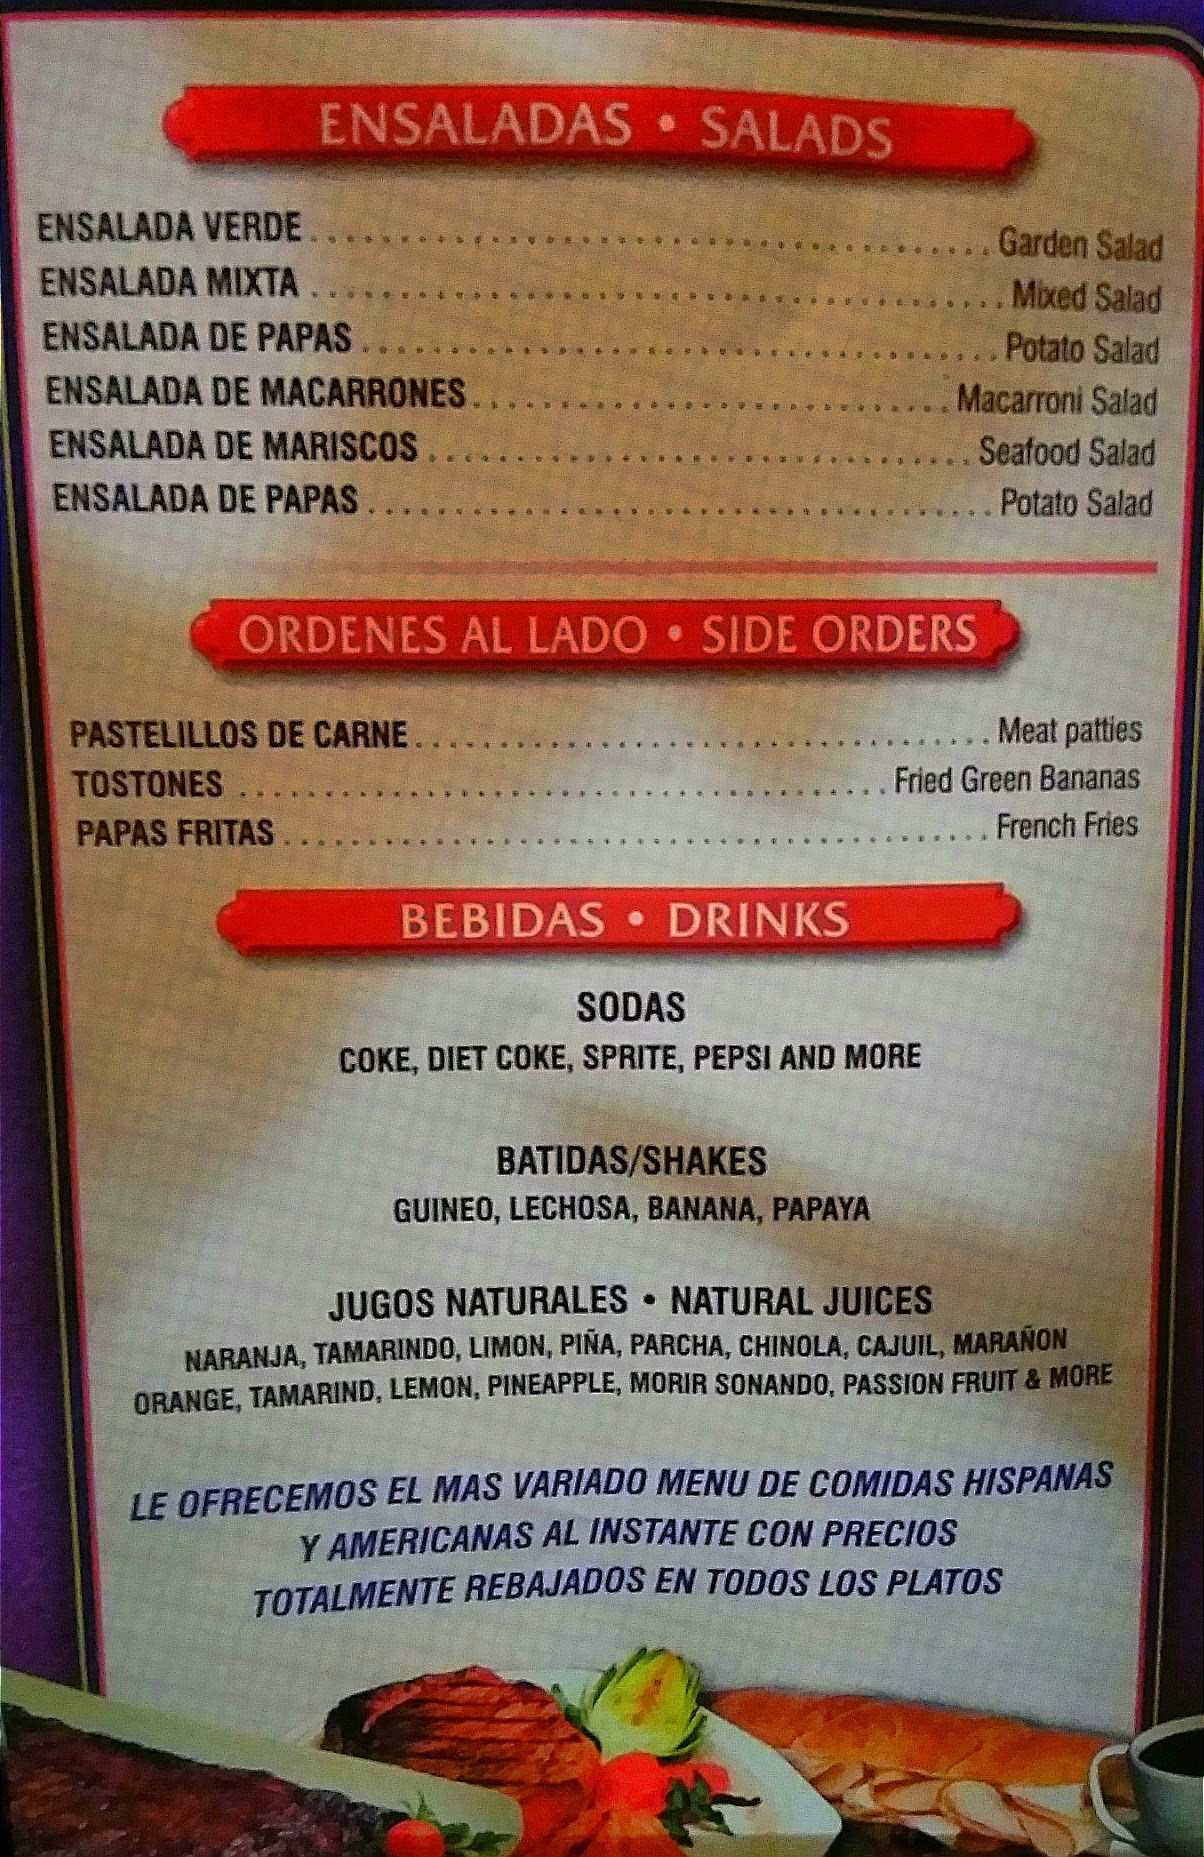 ENSALADAS • SALADS
ENSALADA VERDE........................................Garden Salad
ENSALADA MIXTA........................................Mixed Salad
ENSALADA DE PAPAS.....................................Potato Salad
ENSALADA DE MACARRONES............................Macarroni Salad
ENSALADA DE MARISCOS................................Seafood Salad
ENSALADA DE PAPAS.....................................Potato Salad
ORDENES AL LADO • SIDE ORDERS
PASTELILLOS DE CARNE..................................Meat patties
TOSTONES......................................Fried Green Bananas
PAPAS FRITAS..........................................French Fries
BEBIDAS • DRINKS
SODAS
COKE, DIET COKE, SPRITE, PEPSI AND MORE
BATIDAS/SHAKES
GUINEO, LECHOSA, BANANA, PAPAYA
JUGOS NATURALES • NATURAL JUICES
NARANJA, TAMARINDO, LIMON, PIÑA, PARCHA, CHINOLA, CAJUIL, MARAÑON
ORANGE, TAMARIND, LEMON, PINEAPPLE, MORIR SONANDO, PASSION FRUIT & MORE
LE OFRECEMOS EL MAS VARIADO MENU DE COMIDAS HISPANAS
Y AMERICANAS AL INSTANTE CON PRECIOS
TOTALMENTE REBAJADOS EN TODOS LOS PLATOS